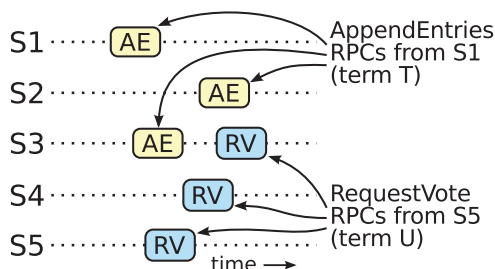 AppendEntries
RPCs from S1
(term T)
S1 AE
S2 AE
S3 AE RV
S4 RV
S5 RV
RequestVote
RPCs from S5
(term U)
time